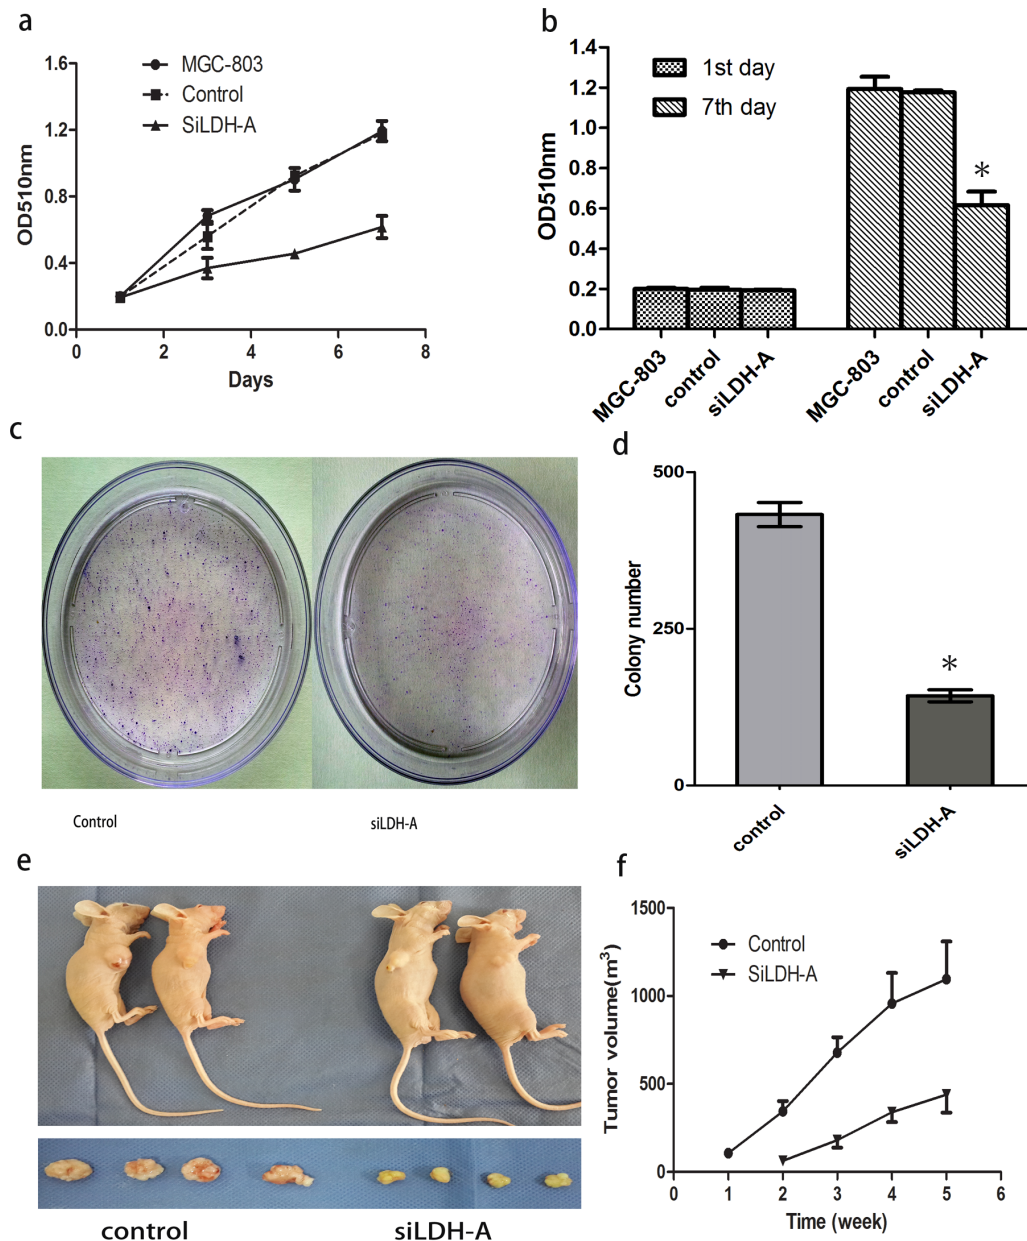 a
MGC-803
Control
SiLDH-A
OD510nm
1.6
1.2
0.8
0.4
0.0
0 2 4 6 8
Days
b
1st day
7th day
OD510nm
1.4
1.2
1.0
0.8
0.6
0.4
0.2
0.0
*
MGC-803 control siLDH-A MGC-803 control siLDH-A
c
Control siLDH-A
d
Colony number
500
250
0
*
control siLDH-A
e
control siLDH-A
f
Control
SiLDH-A
Tumor volume(m³)
1500
1000
500
0
0 1 2 3 4 5 6
Time (week)